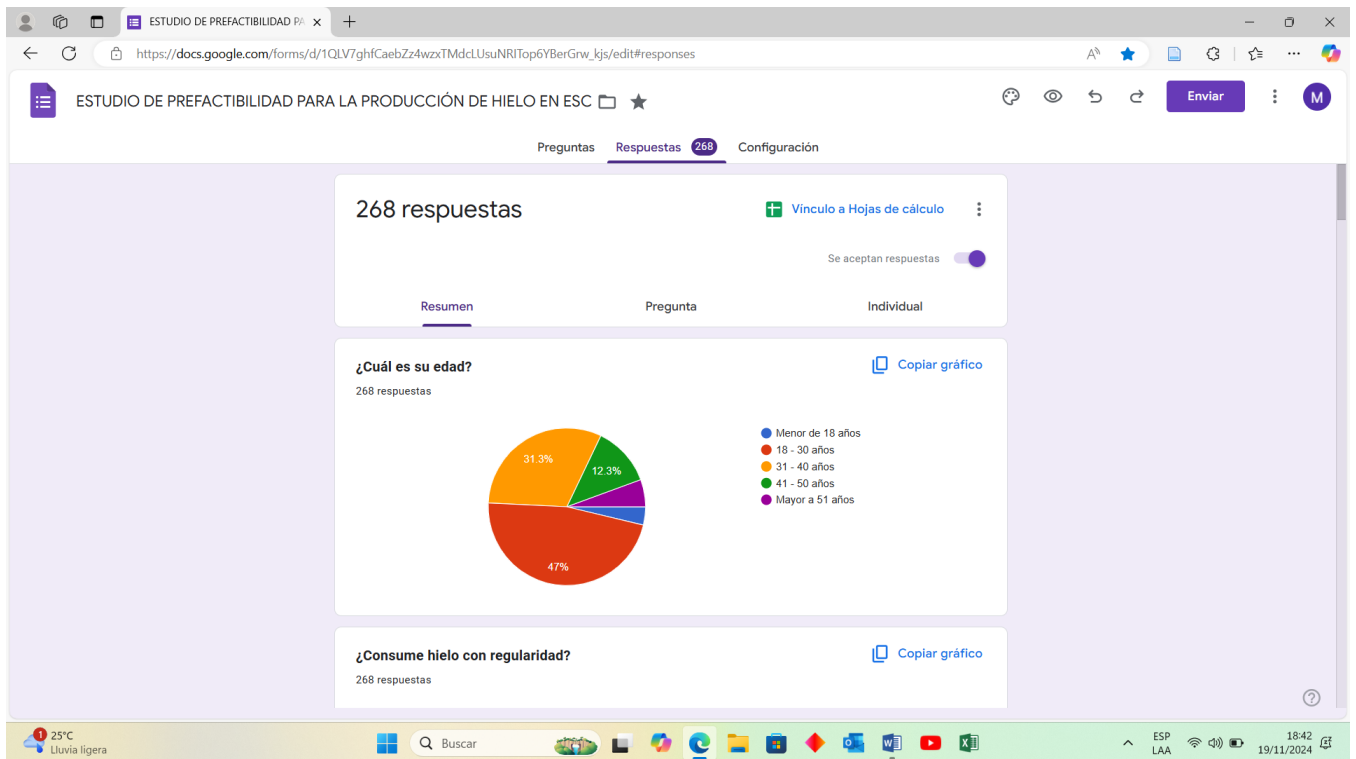 ESTUDIO DE PREFACTIBILIDAD PA
https://docs.google.com/forms/d/1QLV7ghfCaebZz4wzxTMdcLUsuNRITop6YBerGrw_kjs/edit#responses
ESTUDIO DE PREFACTIBILIDAD PARA LA PRODUCCIÓN DE HIELO EN ESC
Enviar
M
Preguntas Respuestas 268 Configuración
268 respuestas
Vínculo a Hojas de cálculo
Se aceptan respuestas
Resumen Pregunta Individual
¿Cuál es su edad?
Copiar gráfico
268 respuestas
31.3%
12.3%
47%
Menor de 18 años
18 - 30 años
31 - 40 años
41 - 50 años
Mayor a 51 años
¿Consume hielo con regularidad?
Copiar gráfico
268 respuestas
1
25°C
Lluvia ligera
Buscar
ESP
LAA
18:42
19/11/2024